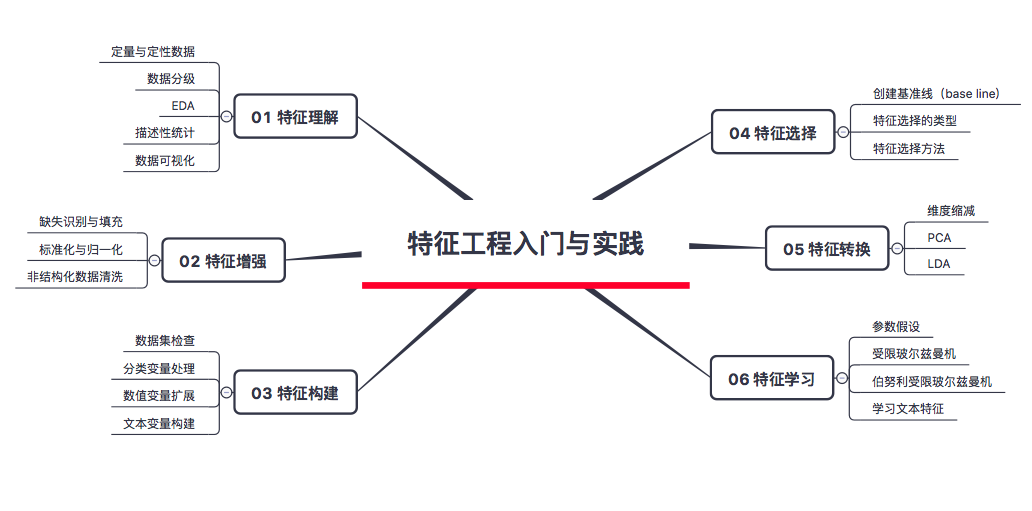 特征工程入门与实践
01 特征理解
定量与定性数据
数据分级
EDA
描述性统计
数据可视化
02 特征增强
缺失识别与填充
标准化与归一化
非结构化数据清洗
03 特征构建
数据集检查
分类变量处理
数值变量扩展
文本变量构建
04 特征选择
创建基准线（base line）
特征选择的类型
特征选择方法
05 特征转换
维度缩减
PCA
LDA
06 特征学习
参数假设
受限玻尔兹曼机
伯努利受限玻尔兹曼机
学习文本特征